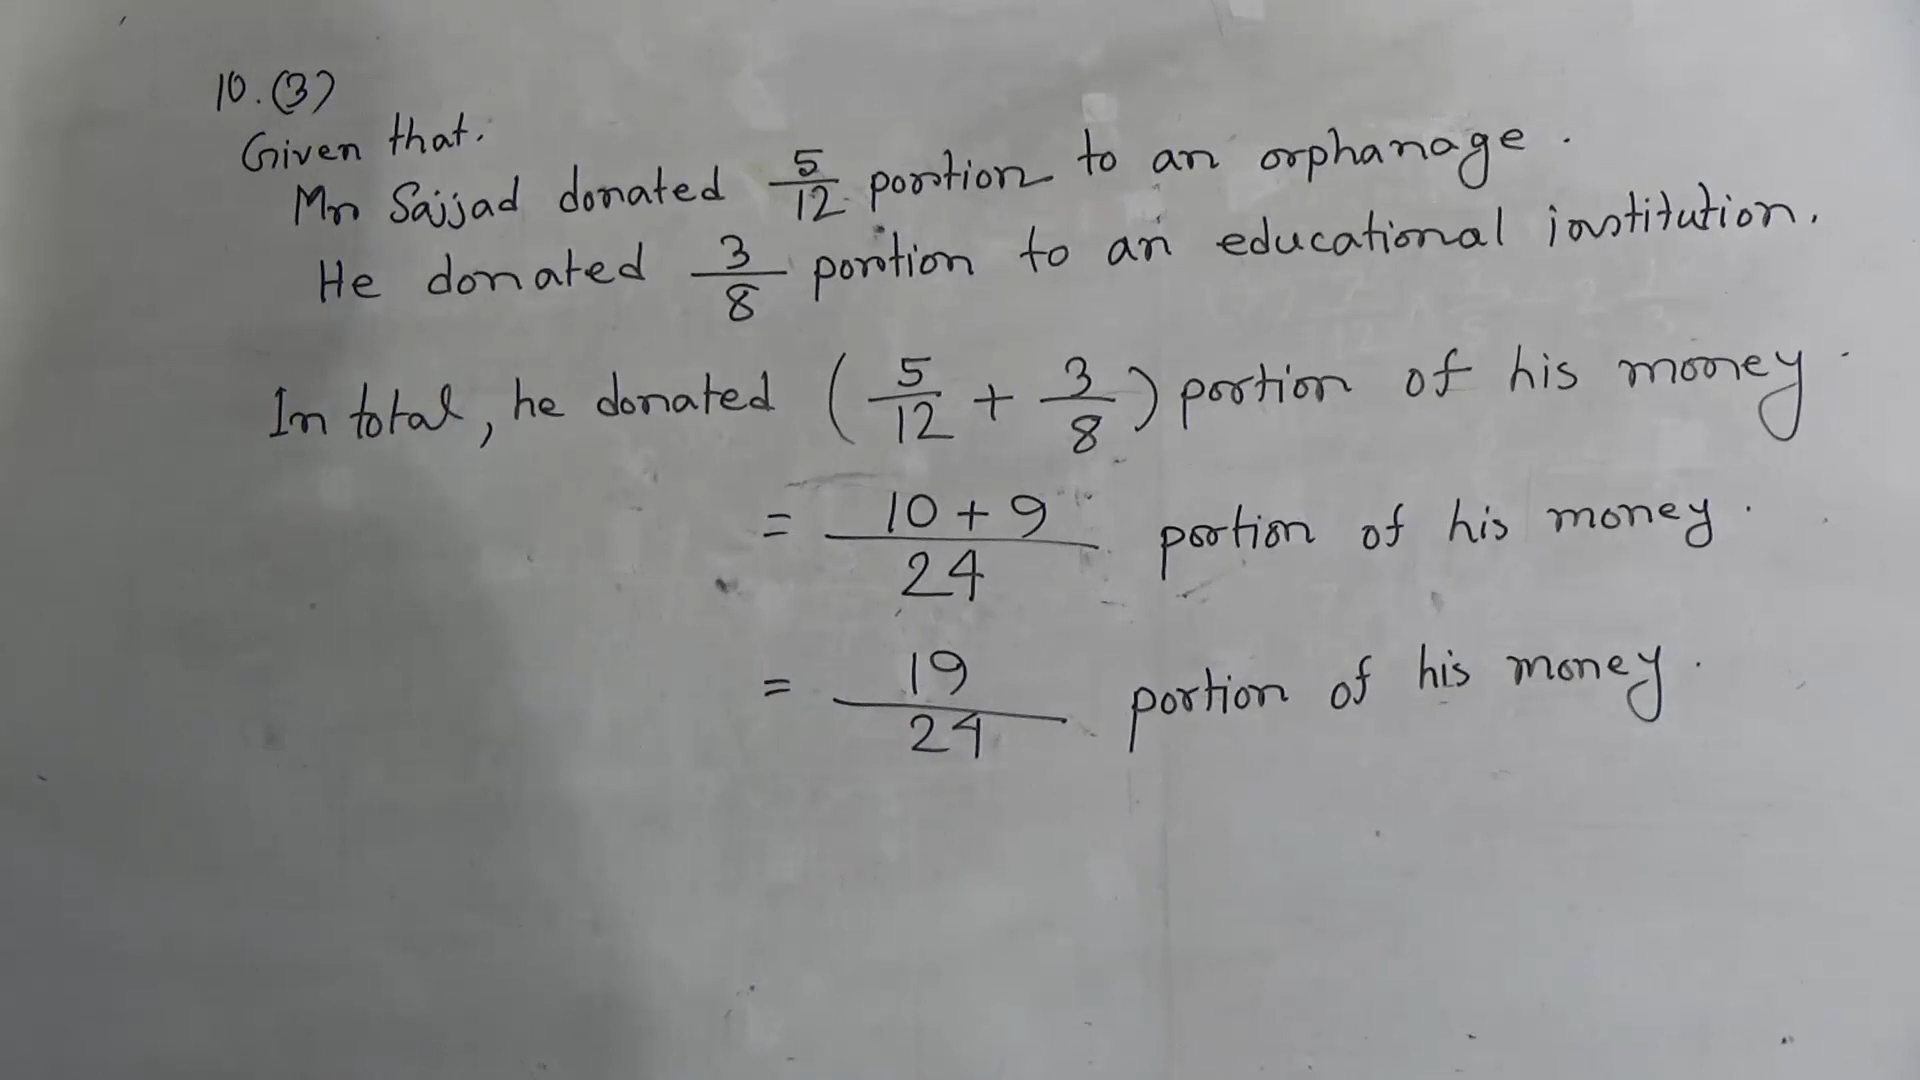 10. (3)
Given that.
Mr Sajjad donated 5/12 portion to an orphanage.
He donated 3/8 portion to an educational institution.
In total, he donated (5/12 + 3/8) portion of his money.
= 10+9/24 portion of his money.
= 19/24 portion of his money.